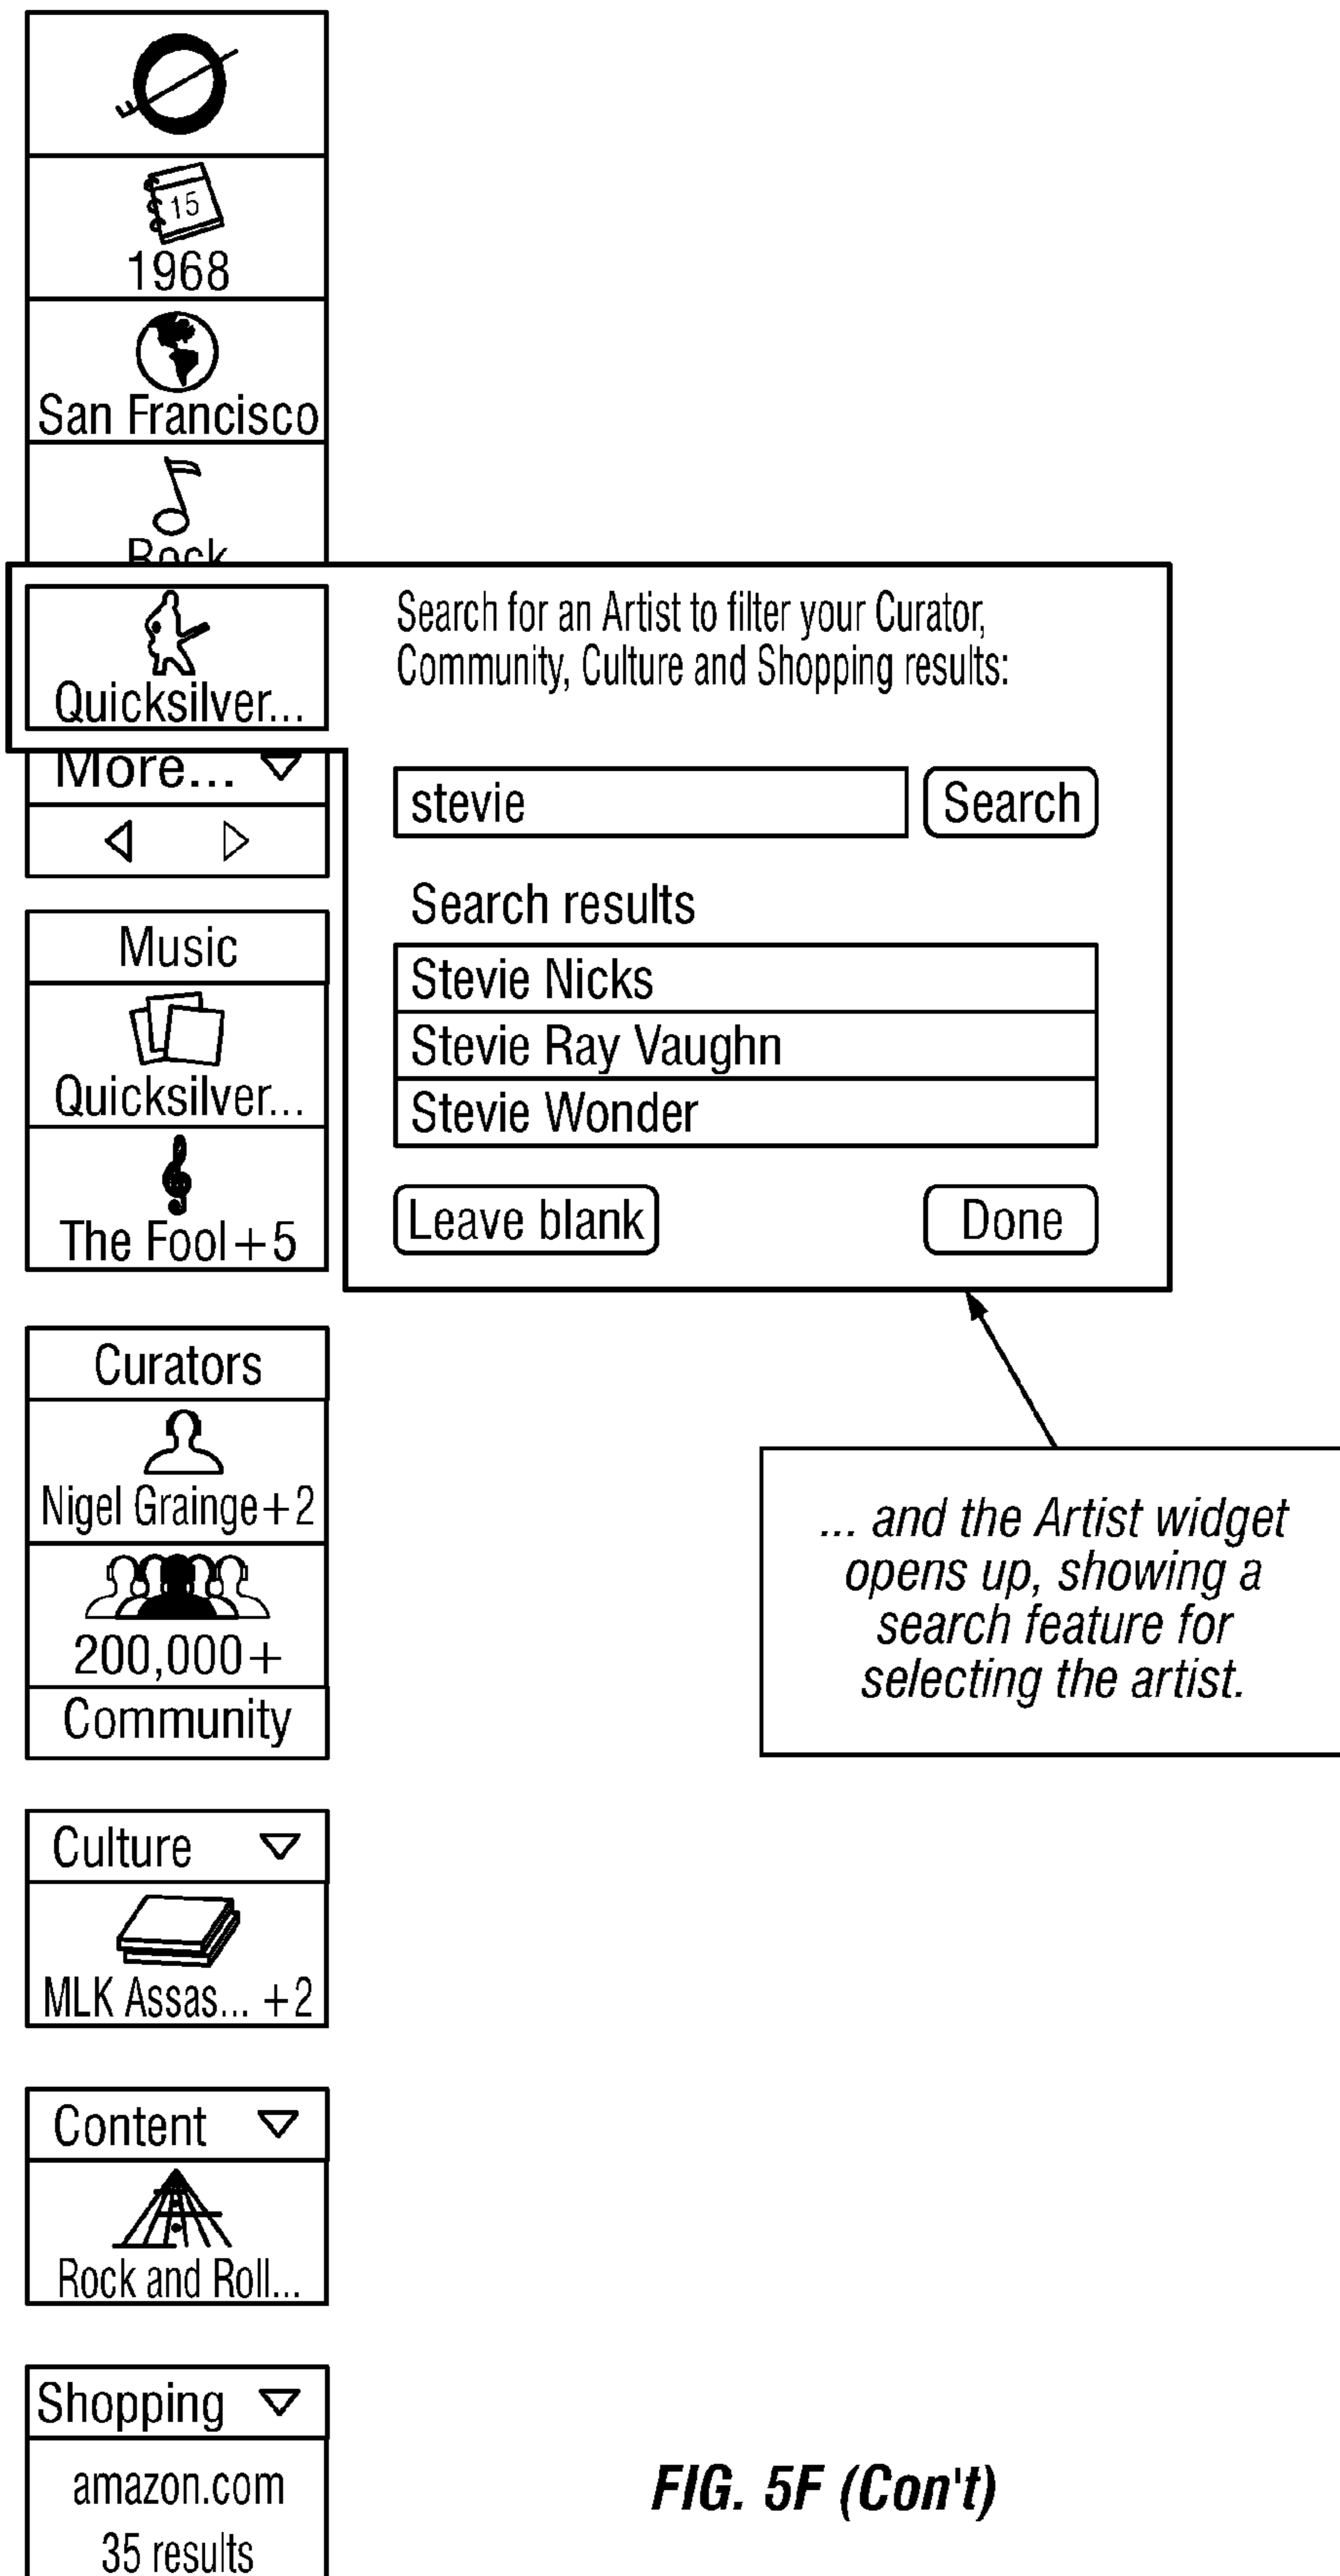 15
1968
San Francisco
Rock
Quicksilver...
More...
Search for an Artist to filter your Curator,
Community, Culture and Shopping results:
stevie
Search
Search results
Stevie Nicks
Stevie Ray Vaughn
Stevie Wonder
Leave blank
Done
Music
Quicksilver...
The Fool+5
Curators
Nigel Grainge+2
200,000+
Community
... and the Artist widget
opens up, showing a
search feature for
selecting the artist.
Culture
MLK Assas... +2
Content
Rock and Roll...
Shopping
amazon.com
35 results
FIG. 5F (Con't)